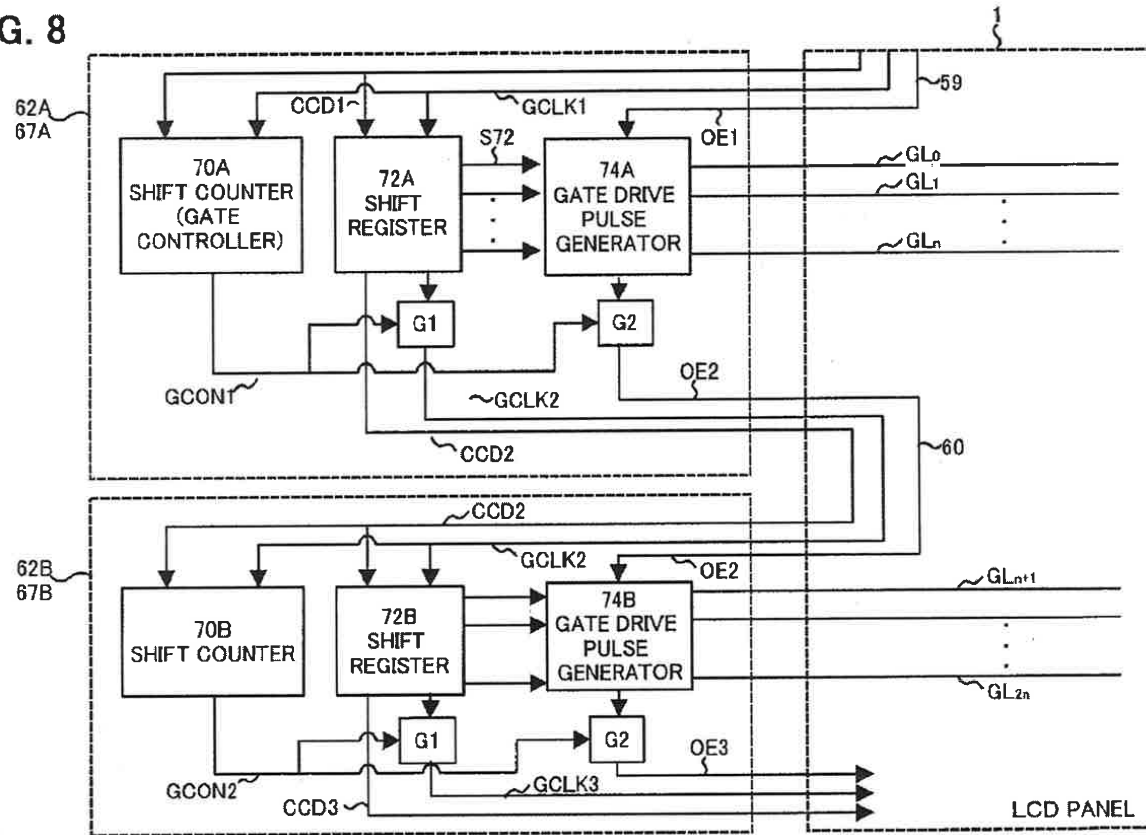 G. 8
1
59
62A
67A
CCD1
GCLK1
OE1
S72
70A
SHIFT COUNTER
(GATE
CONTROLLER)
72A
SHIFT
REGISTER
74A
GATE DRIVE
PULSE
GENERATOR
GL0
GL1
GLn
G1
G2
GCON1
GCLK2
OE2
CCD2
60
62B
67B
CCD2
GCLK2
OE2
70B
SHIFT COUNTER
72B
SHIFT
REGISTER
74B
GATE DRIVE
PULSE
GENERATOR
GLn+1
GL2n
G1
G2
OE3
GCON2
CCD3
GCLK3
LCD PANEL